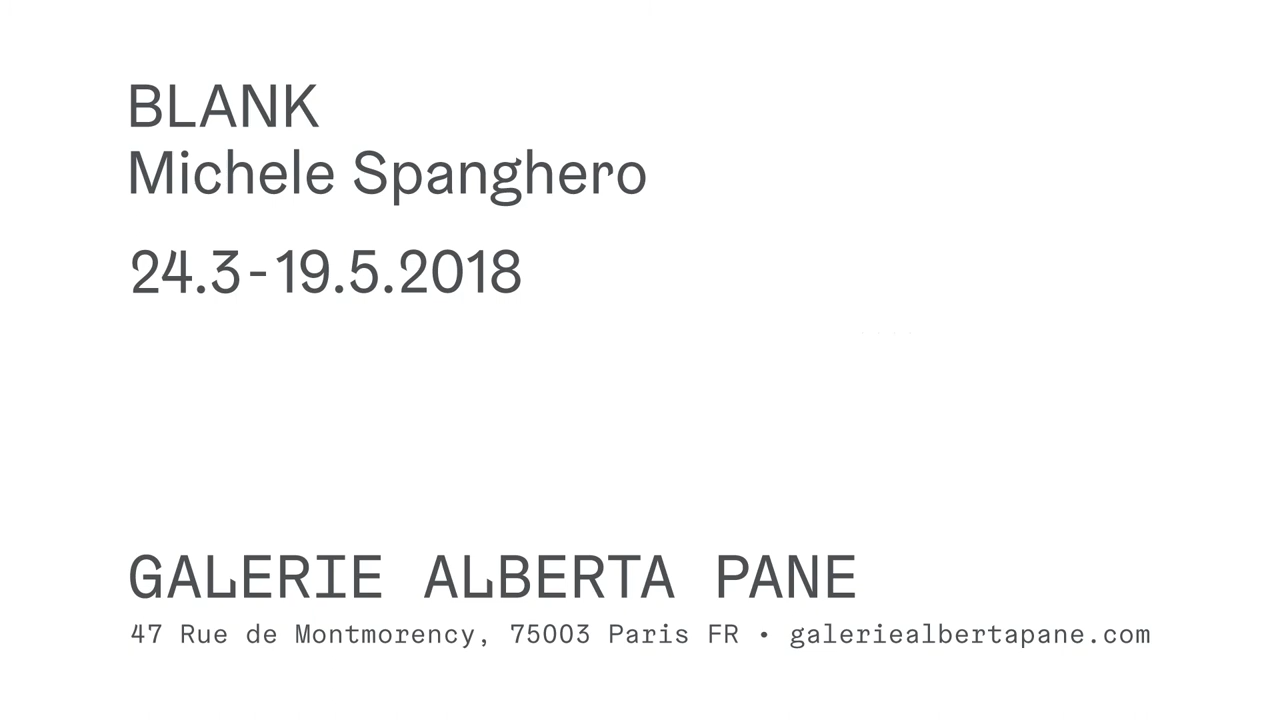 BLANK
Michele Spanghero
24.3-19.5.2018
GALERIE ALBERTA PANE
47 Rue de Montmorency, 75003 Paris FR • galeriealbertapane.com